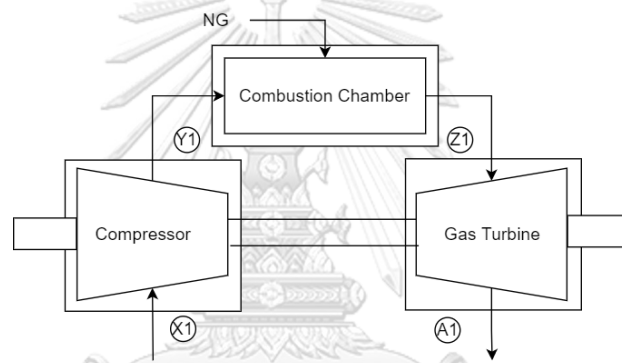 NG
Combustion Chamber
Y1
Z1
Compressor
Gas Turbine
X1
A1